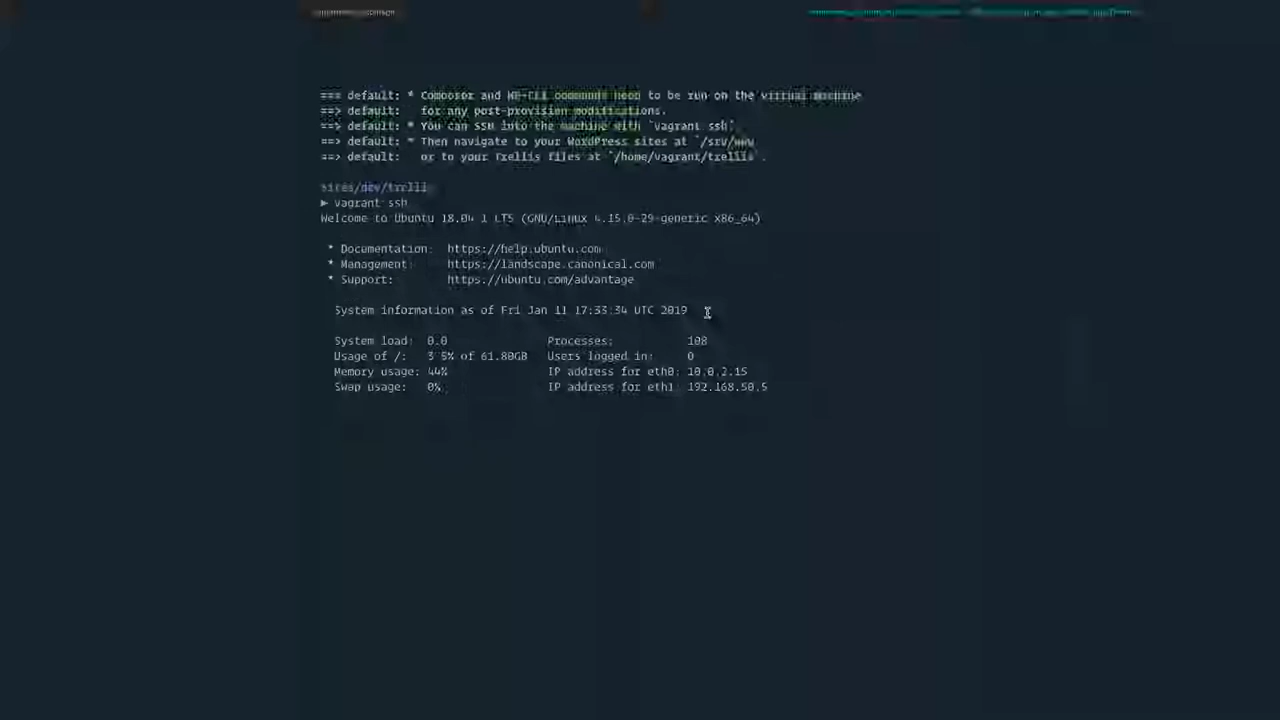 ==> default: * Composer and WP-CLI commands need to be run on the virtual machine
==> default:   for any post-provision modifications.
==> default: * You can SSH into the machine with `vagrant ssh`.
==> default: * Then navigate to your WordPress sites at `/srv/www`
==> default:   or to your Trellis files at `/home/vagrant/trellis`.
sites/dev/trellis
▶ vagrant ssh
Welcome to Ubuntu 18.04.1 LTS (GNU/Linux 4.15.0-29-generic x86_64)
* Documentation:  https://help.ubuntu.com
* Management:     https://landscape.canonical.com
* Support:        https://ubuntu.com/advantage
System information as of Fri Jan 11 17:33:34 UTC 2019
System load:  0.0               Processes:           108
Usage of /:   3.5% of 61.80GB   Users logged in:     0
Memory usage: 44%               IP address for eth0: 10.0.2.15
Swap usage:   0%                IP address for eth1: 192.168.50.5